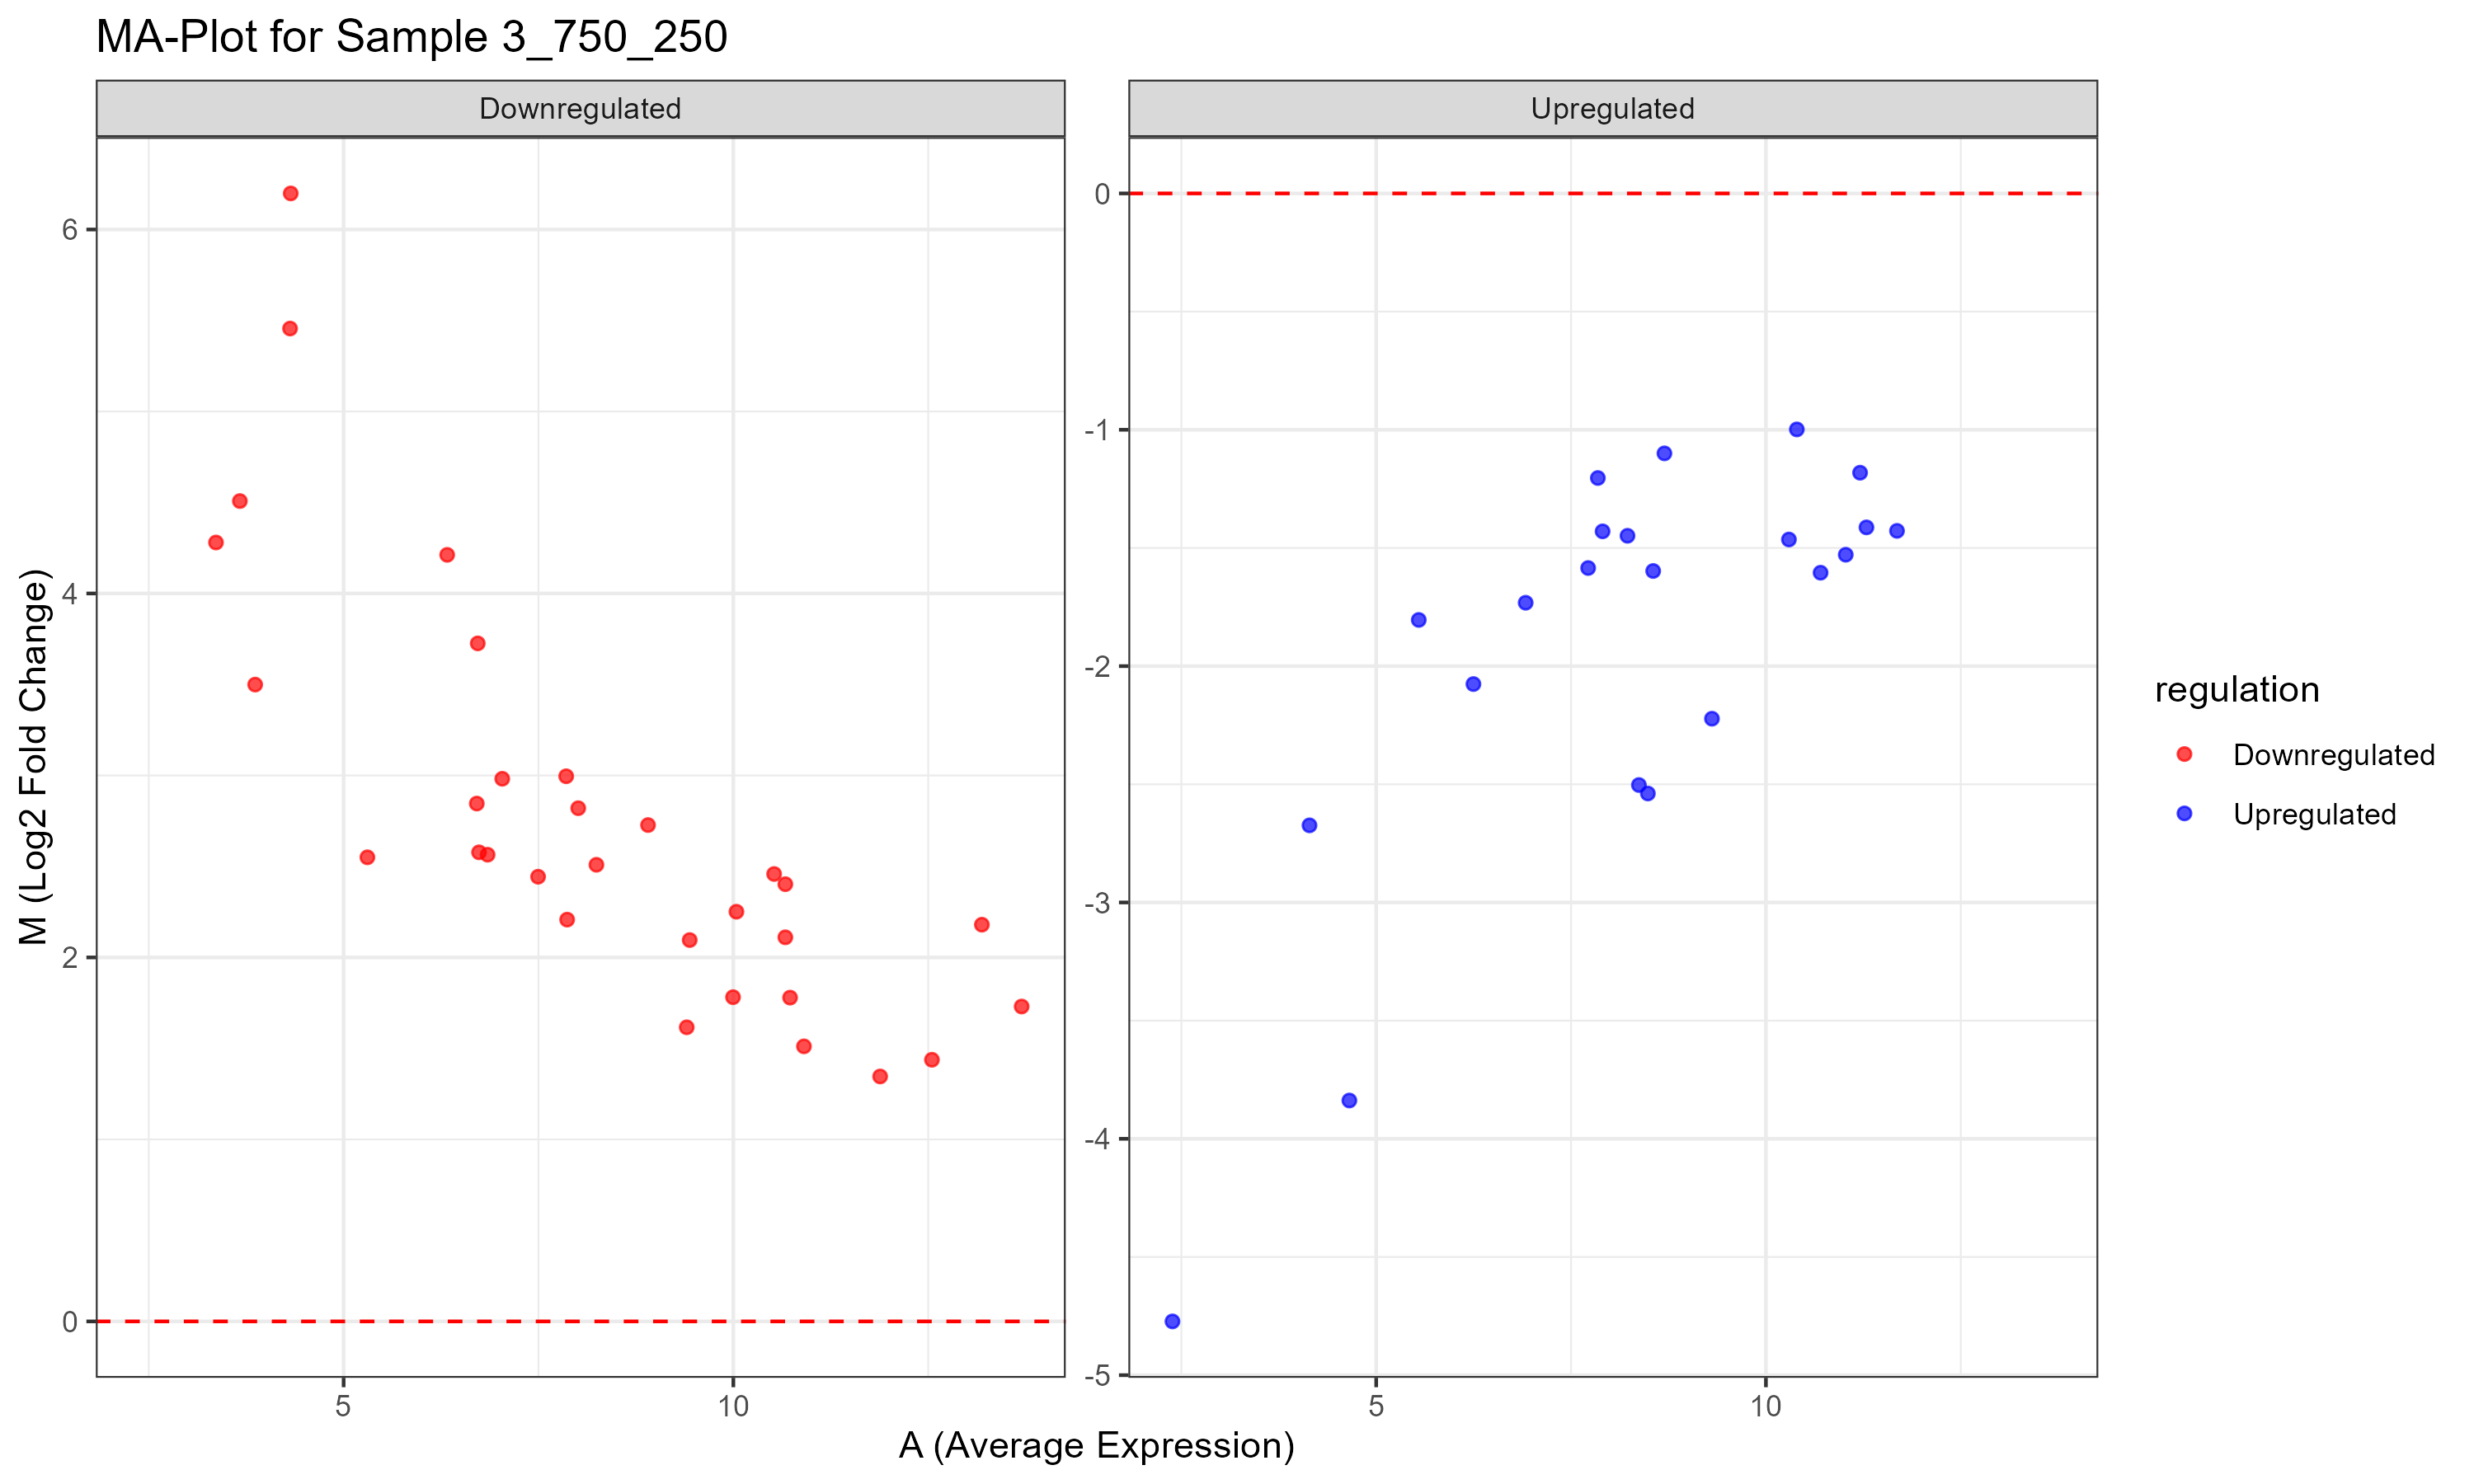 MA-Plot for Sample 3_750_250
Downregulated
Upregulated
M (Log2 Fold Change)
6
4
2
0
0
-1
-2
-3
-4
-5
5
10
5
10
A (Average Expression)
regulation
Downregulated
Upregulated